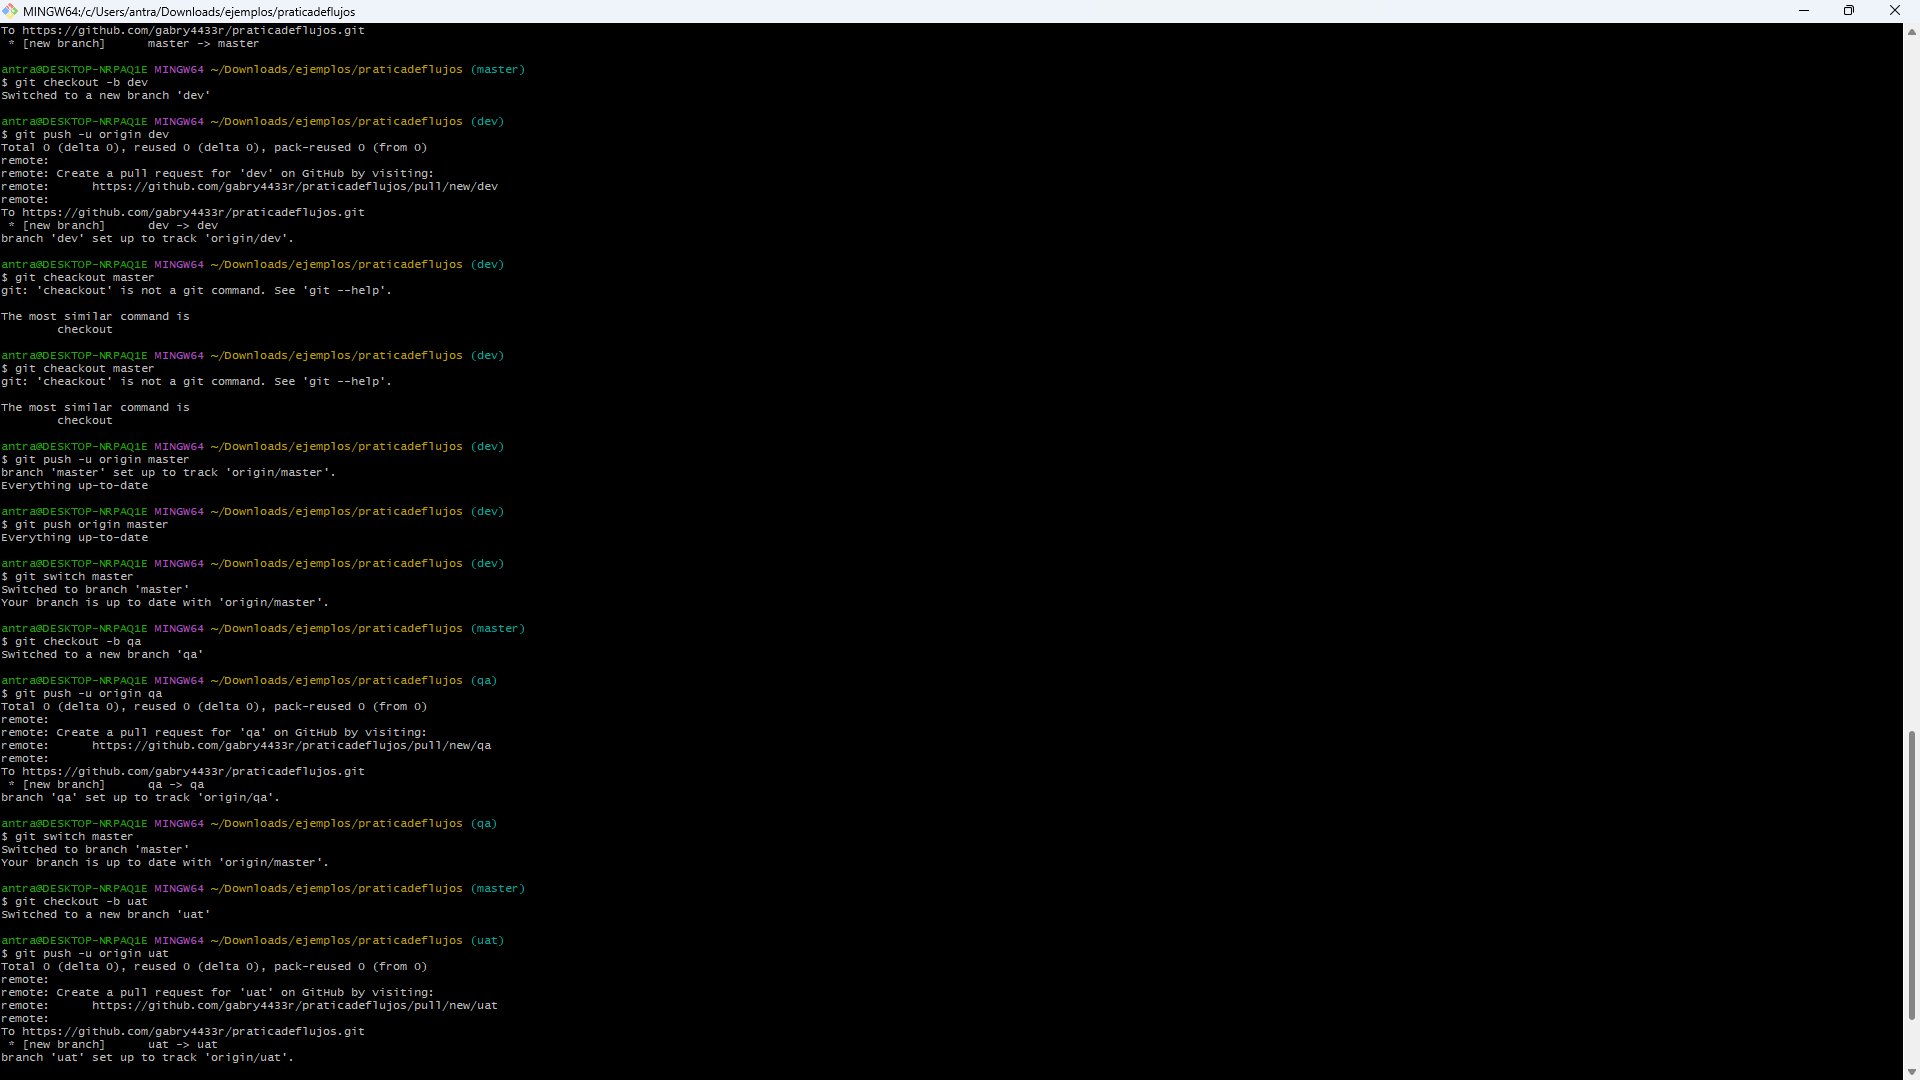 MINGW64:/c/Users/antra/Downloads/ejemplos/praticadeflujos
To https://github.com/gabry4433r/praticadeflujos.git
 * [new branch]      master -> master
antra@DESKTOP-NRPAQ1E MINGW64 ~/Downloads/ejemplos/praticadeflujos (master)
$ git checkout -b dev
Switched to a new branch 'dev'
antra@DESKTOP-NRPAQ1E MINGW64 ~/Downloads/ejemplos/praticadeflujos (dev)
$ git push -u origin dev
Total 0 (delta 0), reused 0 (delta 0), pack-reused 0 (from 0)
remote:
remote: Create a pull request for 'dev' on GitHub by visiting:
remote:      https://github.com/gabry4433r/praticadeflujos/pull/new/dev
remote:
To https://github.com/gabry4433r/praticadeflujos.git
 * [new branch]      dev -> dev
branch 'dev' set up to track 'origin/dev'.
antra@DESKTOP-NRPAQ1E MINGW64 ~/Downloads/ejemplos/praticadeflujos (dev)
$ git cheackout master
git: 'cheackout' is not a git command. See 'git --help'.
The most similar command is
        checkout
antra@DESKTOP-NRPAQ1E MINGW64 ~/Downloads/ejemplos/praticadeflujos (dev)
$ git cheackout master
git: 'cheackout' is not a git command. See 'git --help'.
The most similar command is
        checkout
antra@DESKTOP-NRPAQ1E MINGW64 ~/Downloads/ejemplos/praticadeflujos (dev)
$ git push -u origin master
branch 'master' set up to track 'origin/master'.
Everything up-to-date
antra@DESKTOP-NRPAQ1E MINGW64 ~/Downloads/ejemplos/praticadeflujos (dev)
$ git push origin master
Everything up-to-date
antra@DESKTOP-NRPAQ1E MINGW64 ~/Downloads/ejemplos/praticadeflujos (dev)
$ git switch master
Switched to branch 'master'
Your branch is up to date with 'origin/master'.
antra@DESKTOP-NRPAQ1E MINGW64 ~/Downloads/ejemplos/praticadeflujos (master)
$ git checkout -b qa
Switched to a new branch 'qa'
antra@DESKTOP-NRPAQ1E MINGW64 ~/Downloads/ejemplos/praticadeflujos (qa)
$ git push -u origin qa
Total 0 (delta 0), reused 0 (delta 0), pack-reused 0 (from 0)
remote:
remote: Create a pull request for 'qa' on GitHub by visiting:
remote:      https://github.com/gabry4433r/praticadeflujos/pull/new/qa
remote:
To https://github.com/gabry4433r/praticadeflujos.git
 * [new branch]      qa -> qa
branch 'qa' set up to track 'origin/qa'.
antra@DESKTOP-NRPAQ1E MINGW64 ~/Downloads/ejemplos/praticadeflujos (qa)
$ git switch master
Switched to branch 'master'
Your branch is up to date with 'origin/master'.
antra@DESKTOP-NRPAQ1E MINGW64 ~/Downloads/ejemplos/praticadeflujos (master)
$ git checkout -b uat
Switched to a new branch 'uat'
antra@DESKTOP-NRPAQ1E MINGW64 ~/Downloads/ejemplos/praticadeflujos (uat)
$ git push -u origin uat
Total 0 (delta 0), reused 0 (delta 0), pack-reused 0 (from 0)
remote:
remote: Create a pull request for 'uat' on GitHub by visiting:
remote:      https://github.com/gabry4433r/praticadeflujos/pull/new/uat
remote:
To https://github.com/gabry4433r/praticadeflujos.git
 * [new branch]      uat -> uat
branch 'uat' set up to track 'origin/uat'.